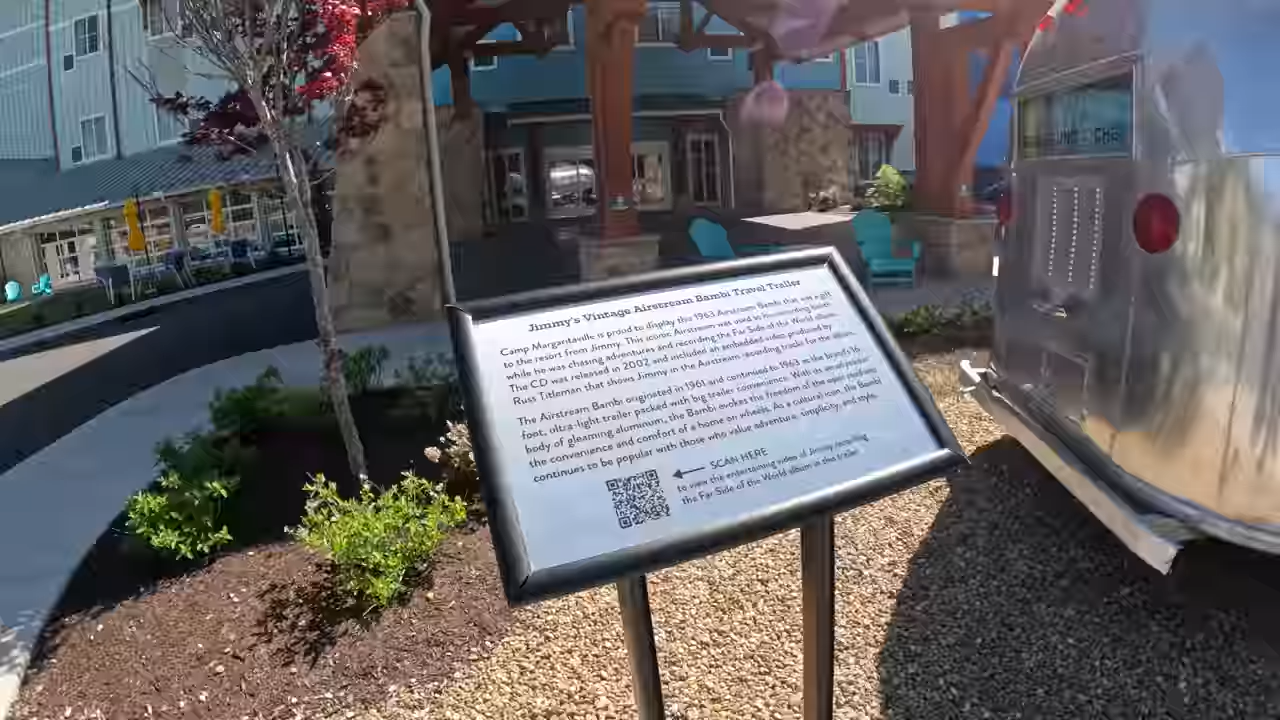 Jimmy's Vintage Airstream Bambi Travel Trailer
Camp Margaritaville is proud to display this 1963 Airstream Bambi that was a gift
to the resort from Jimmy. This iconic Airstream was used in
while he was chasing adventures and recording the Far Side of the World album.
The CD was released in 2002 and included an embedded video produced by
Russ Titleman that shows Jimmy in the Airstream recording tracks for the album.
The Airstream Bambi originated in 1961 and continued to 1963 as the brand's 16-
foot, ultra-light trailer packed with big trailer convenience. With its
body of gleaming aluminum, the Bambi evokes the freedom of the open road and
the convenience and comfort of a home on wheels. As a cultural icon, the Bambi
continues to be popular with those who value adventure, simplicity, and style.
SCAN HERE
to view the entertaining video of Jimmy recording
the Far Side of the World album in this trailer